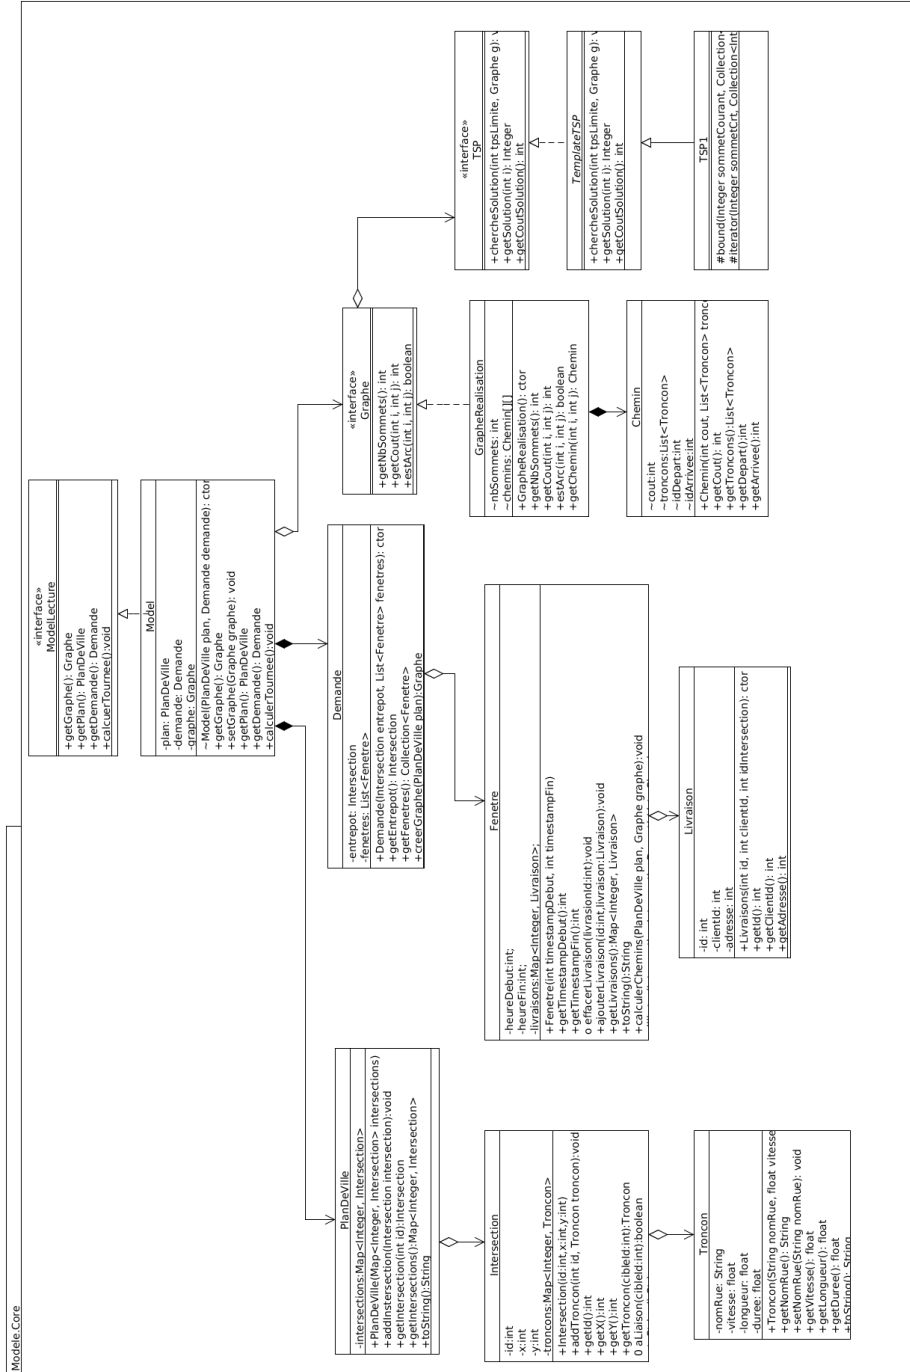 Modele.Core
«interface»
ModelLecture
+getGraphe(): Graphe
+getPlan(): PlanDeVille
+getDemande(): Demande
+calcuerTournee():void
Model
-plan: PlanDeVille
-demande: Demande
-graphe: Graphe
~Model(PlanDeVille plan, Demande demande): ctor
+getGraphe(): Graphe
+setGraphe(Graphe graphe): void
+getPlan(): PlanDeVille
+getDemande(): Demande
+calculerTournee():void
PlanDeVille
-intersections:Map<Integer, Intersection>
+PlanDeVille(Map<Integer, Intersection> intersections)
+addInstersection(Intersection intersection):void
+getIntersection(int id):Intersection
+getIntersections():Map<Integer, Intersection>
+toString():String
Demande
-entrepot: Intersection
-fenetres: List<Fenetre>
+Demande(Intersection entrepot, List<Fenetre> fenetres): ctor
+getEntrepot(): Intersection
+getFenetres(): Collection<Fenetre>
+creerGraphe(PlanDeVille plan):Graphe
«interface»
Graphe
+getNbSommets(): int
+getCout(int i, int j): int
+estArc(int i, int j): boolean
«interface»
TSP
+chercheSolution(int tpsLimite, Graphe g): v
+getSolution(int i): Integer
+getCoutSolution(): int
Intersection
-id:int
-x:int
-y:int
-troncons:Map<Integer, Troncon>
+Intersection(id:int,x:int,y:int)
+addTroncon(int id, Troncon troncon):void
+getId():int
+getX():int
+getY():int
+getTroncon(cibleId:int):Troncon
0 aLiaison(cibleId:int):boolean
Fenetre
-heureDebut:int;
-heureFin:int;
-livraisons:Map<Integer, Livraison>;
+Fenetre(int timestampDebut, int timestampFin)
+getTimestampDebut():int
+getTimestampFin():int
o effacerLivraison(livrasionId:int):void
+ajouterLivraison(id:int,livraison:Livraison):void
+getLivraisons():Map<Integer, Livraison>
+toString():String
+calculerChemins(PlanDeVille plan, Graphe graphe):void
GrapheRealisation
~nbSommets: int
~chemins: Chemin[][]
+GrapheRealisation(): ctor
+getNbSommets(): int
+getCout(int i, int j): int
+estArc(int i, int j): boolean
+getChemin(int i, int j): Chemin
TemplateTSP
+chercheSolution(int tpsLimite, Graphe g): v
+getSolution(int i): Integer
+getCoutSolution(): int
Troncon
-nomRue: String
-vitesse: float
-longueur: float
-duree: float
+Troncon(String nomRue, float vitesse
+getNomRue(): String
+setNomRue(String nomRue): void
+getVitesse(): float
+getLongueur(): float
+getDuree(): float
+toString(): String
Livraison
-id: int
-clientId: int
-adresse: int
+Livraisons(int id, int clientId, int idIntersection): ctor
+getId(): int
+getClientId(): int
+getAdresse(): int
Chemin
~cout:int
~troncons:List<Troncon>
~idDepart:int
~idArrivee:int
+Chemin(int cout, List<Troncon> tronc
+getCout(): int
+getTroncons():List<Troncon>
+getDepart():int
+getArrivee():int
TSP1
#bound(Integer sommetCourant, Collection
#iterator(Integer sommetCrt, Collection<Int